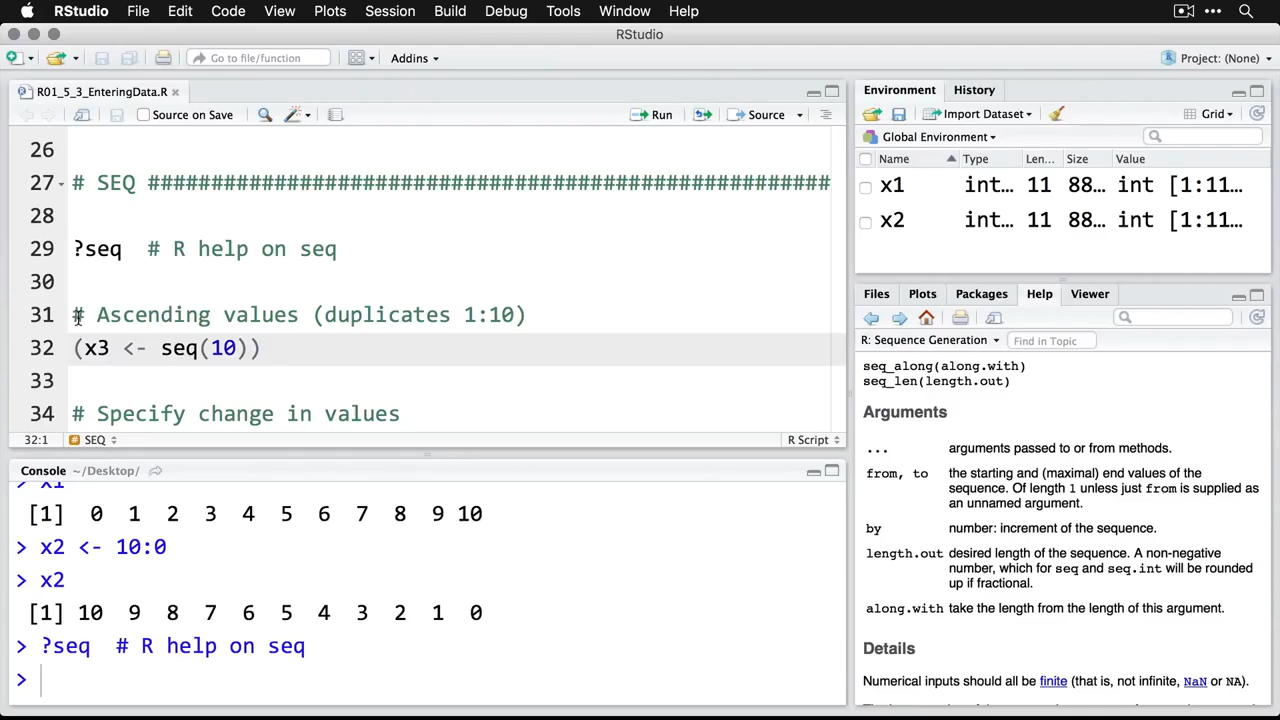 RStudio File Edit Code View Plots Session Build Debug Tools Window Help
RStudio
Go to file/function Addins Project: (None)
R01_5_3_EnteringData.R
Source on Save Run Source
26
27 # SEQ ########################################################
28
29 ?seq # R help on seq
30
31 # Ascending values (duplicates 1:10)
32 (x3 <- seq(10))
33
34 # Specify change in values
32:1 SEQ R Script
Console ~/Desktop/
> x1
[1] 0 1 2 3 4 5 6 7 8 9 10
> x2 <- 10:0
> x2
[1] 10 9 8 7 6 5 4 3 2 1 0
> ?seq # R help on seq
>
Environment History
Import Dataset Grid
Global Environment
Name Type Len... Size Value
x1 int... 11 88... int [1:11...
x2 int... 11 88... int [1:11...
Files Plots Packages Help Viewer
R: Sequence Generation Find in Topic
seq_along(along.with)
seq_len(length.out)
Arguments
... arguments passed to or from methods.
from, to the starting and (maximal) end values of the
sequence. Of length 1 unless just from is supplied as
an unnamed argument.
by number: increment of the sequence.
length.out desired length of the sequence. A non-negative
number, which for seq and seq.int will be rounded
up if fractional.
along.with take the length from the length of this argument.
Details
Numerical inputs should all be finite (that is, not infinite, NaN or NA).